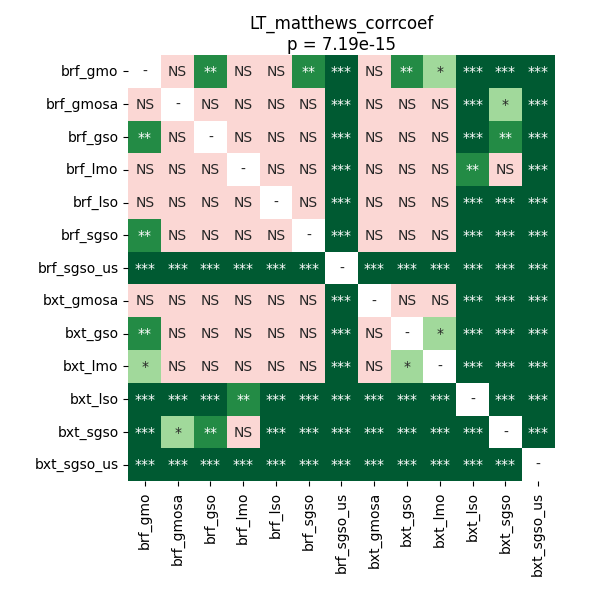 LT_matthews_corrcoef
p = 7.19e-15
brf_gmo - NS ** NS NS ** *** NS ** * *** *** ***
brf_gmosa NS - NS NS NS NS *** NS NS NS *** * ***
brf_gso ** NS - NS NS NS *** NS NS NS *** ** ***
brf_lmo NS NS NS - NS NS *** NS NS NS ** NS ***
brf_lso NS NS NS NS - NS *** NS NS NS *** *** ***
brf_sgso ** NS NS NS NS - *** NS NS NS *** *** ***
brf_sgso_us *** *** *** *** *** *** - *** *** *** *** *** ***
bxt_gmosa NS NS NS NS NS NS *** - NS NS *** *** ***
bxt_gso ** NS NS NS NS NS *** NS - * *** *** ***
bxt_lmo * NS NS NS NS NS *** NS * - *** *** ***
bxt_lso *** *** *** ** *** *** *** *** *** *** - *** ***
bxt_sgso *** * ** NS *** *** *** *** *** *** *** - ***
bxt_sgso_us *** *** *** *** *** *** *** *** *** *** *** *** -
brf_gmo
brf_gmosa
brf_gso
brf_lmo
brf_lso
brf_sgso
brf_sgso_us
bxt_gmosa
bxt_gso
bxt_lmo
bxt_lso
bxt_sgso
bxt_sgso_us